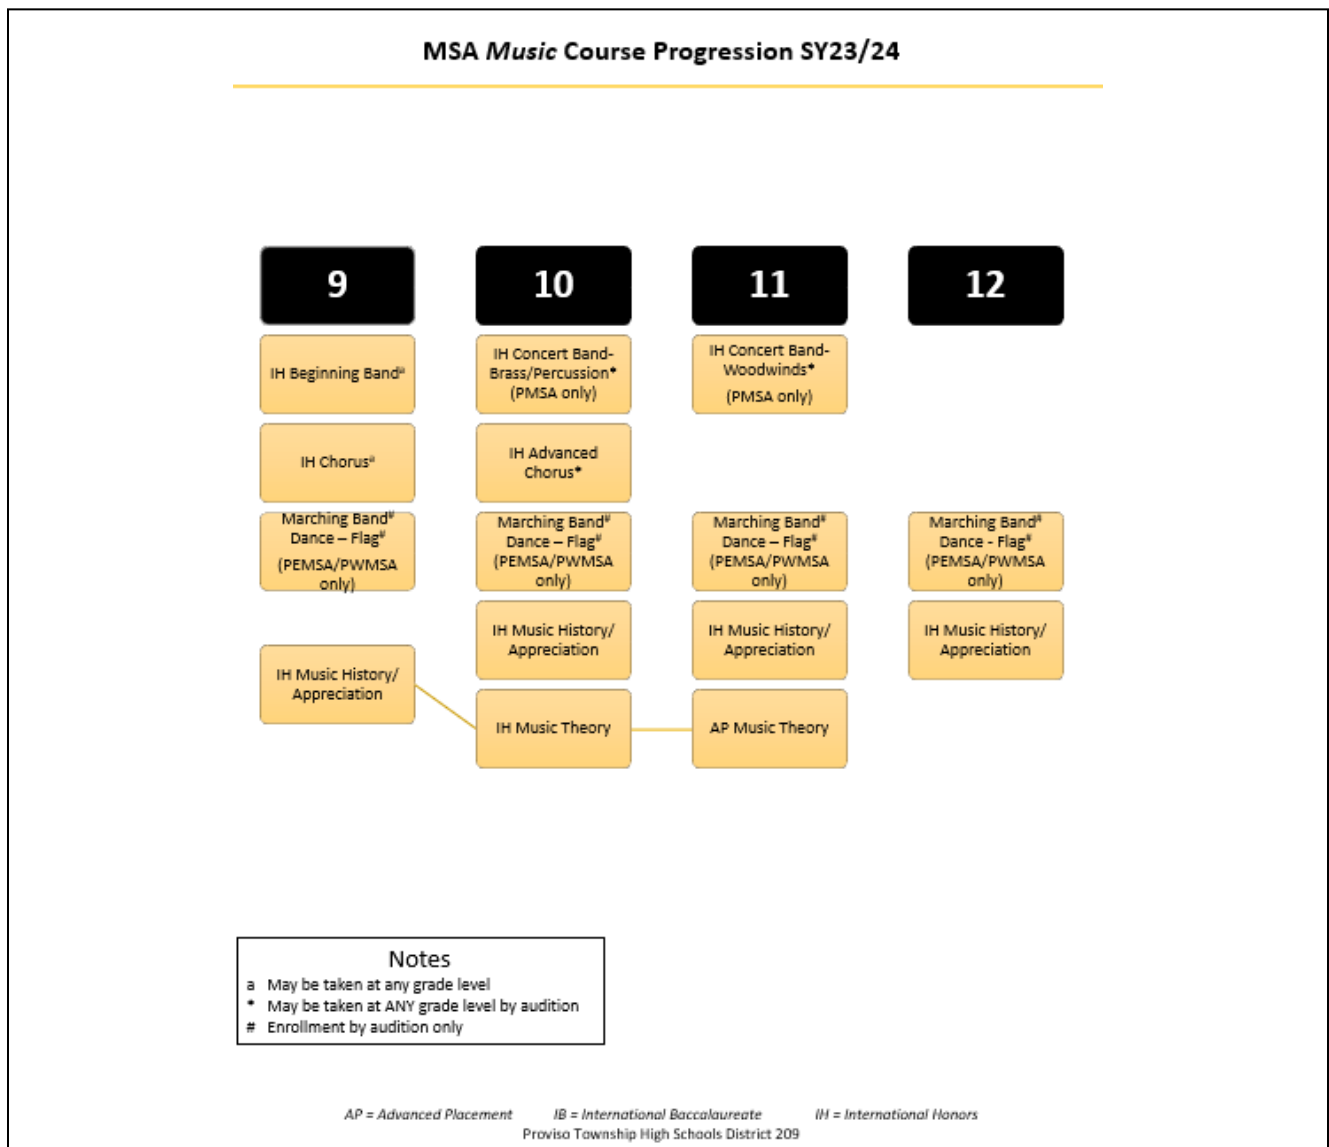 MSA Music Course Progression SY23/24
9
10
11
12
IH Beginning Bandª
IH Concert Band-
Brass/Percussion*
(PMSA only)
IH Concert Band-
Woodwinds*
(PMSA only)
IH Chorusª
IH Advanced
Chorus*
Marching Band#
Dance – Flag#
(PEMSA/PWMSA
only)
Marching Band#
Dance – Flag#
(PEMSA/PWMSA
only)
Marching Band#
Dance – Flag#
(PEMSA/PWMSA
only)
Marching Band#
Dance - Flag#
(PEMSA/PWMSA
only)
IH Music History/
Appreciation
IH Music History/
Appreciation
IH Music History/
Appreciation
IH Music History/
Appreciation
IH Music Theory
AP Music Theory
Notes
a May be taken at any grade level
* May be taken at ANY grade level by audition
# Enrollment by audition only
AP = Advanced Placement IB = International Baccalaureate IH = International Honors
Proviso Township High Schools District 209